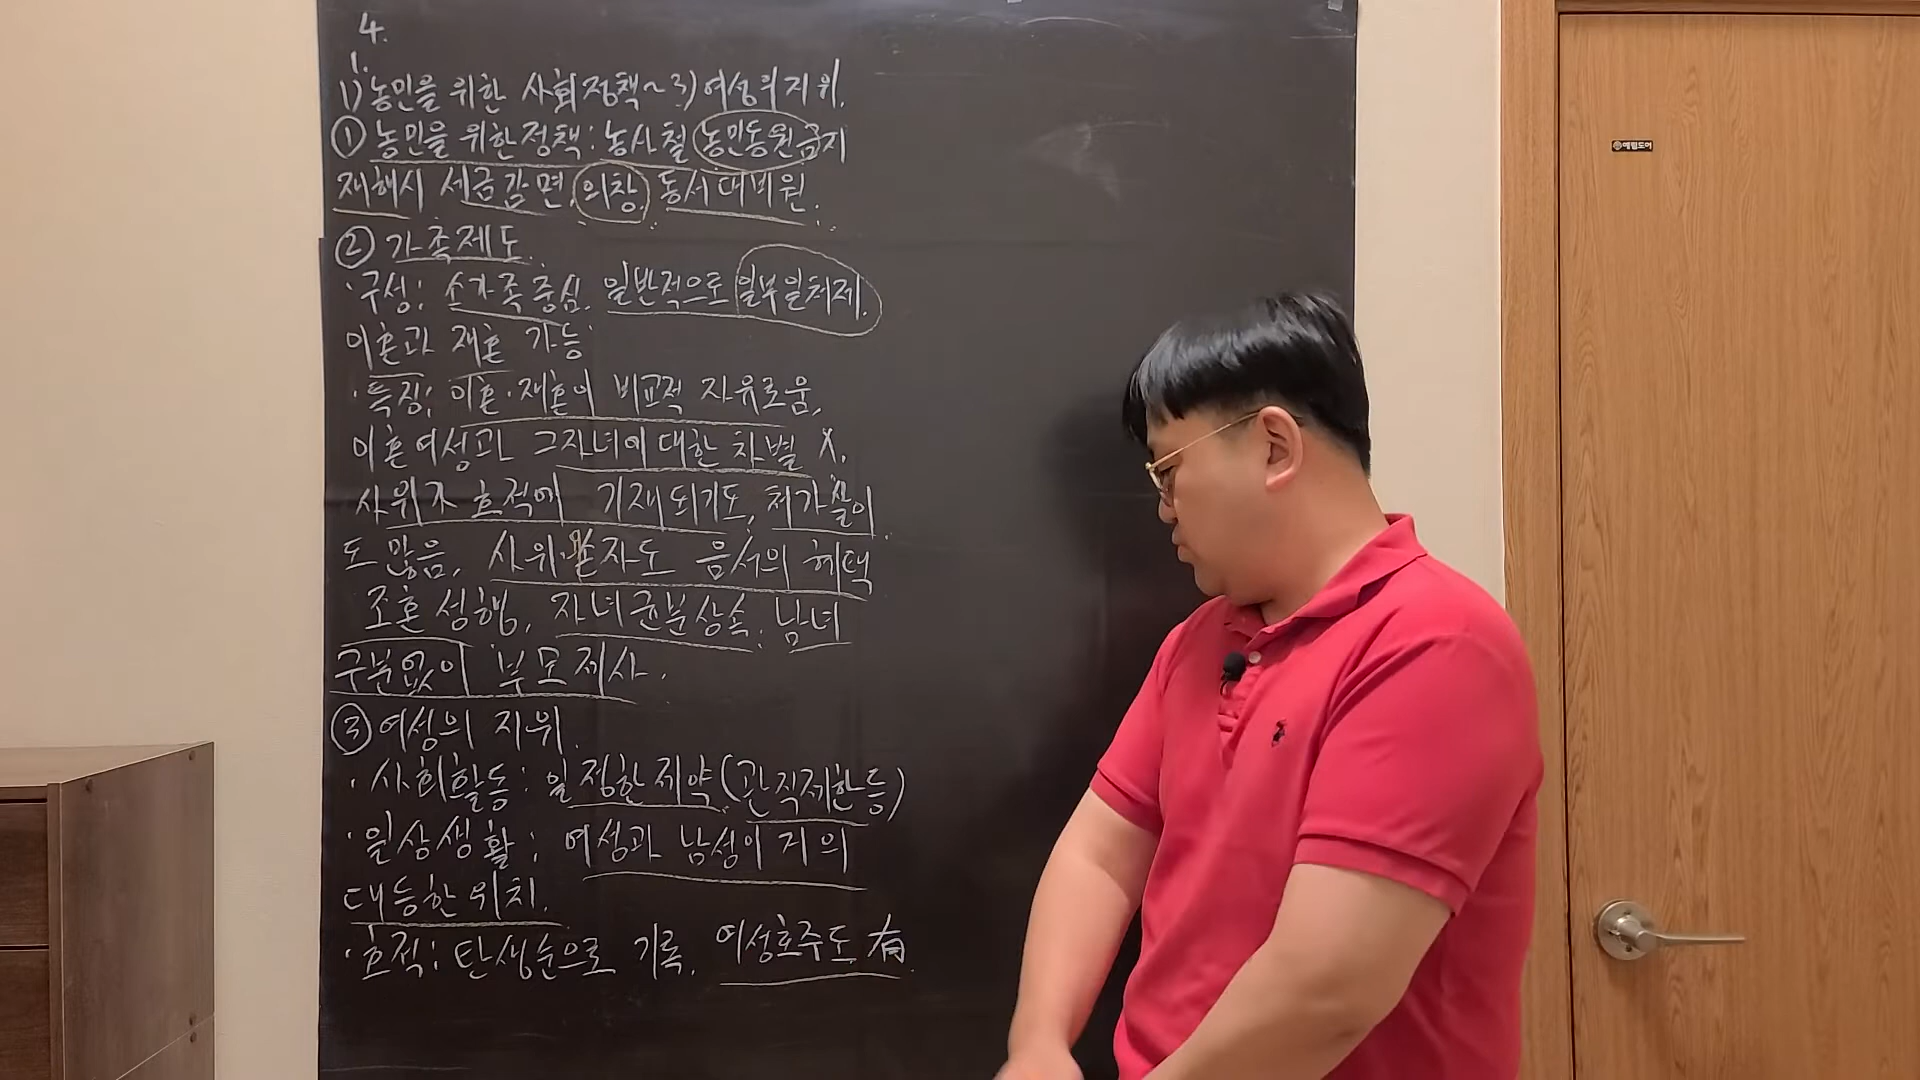 4.
1.
1) 농민을 위한 사회정책~3) 여성의 지위.
① 농민을 위한 정책: 농사철 농민동원금지
재해시 세금감면, 의창, 동서대비원.
② 가족제도.
· 구성: 소가족 중심. 일반적으로 일부일처제.
이혼과 재혼 가능
· 특징: 이혼·재혼이 비교적 자유로움,
이혼여성과 그자녀에 대한 차별 X.
사위가 호적에 기재되기도, 처가살이
도 많음, 사위·외손자도 음서의 혜택
조혼 성행, 자녀균분상속, 남녀
구분없이 부모제사.
③ 여성의 지위.
· 사회활동: 일정한 제약(관직제한등)
· 일상생활: 여성과 남성이 거의
대등한 위치.
· 호적: 탄생순으로 기록. 여성호주도 有.
예림도어